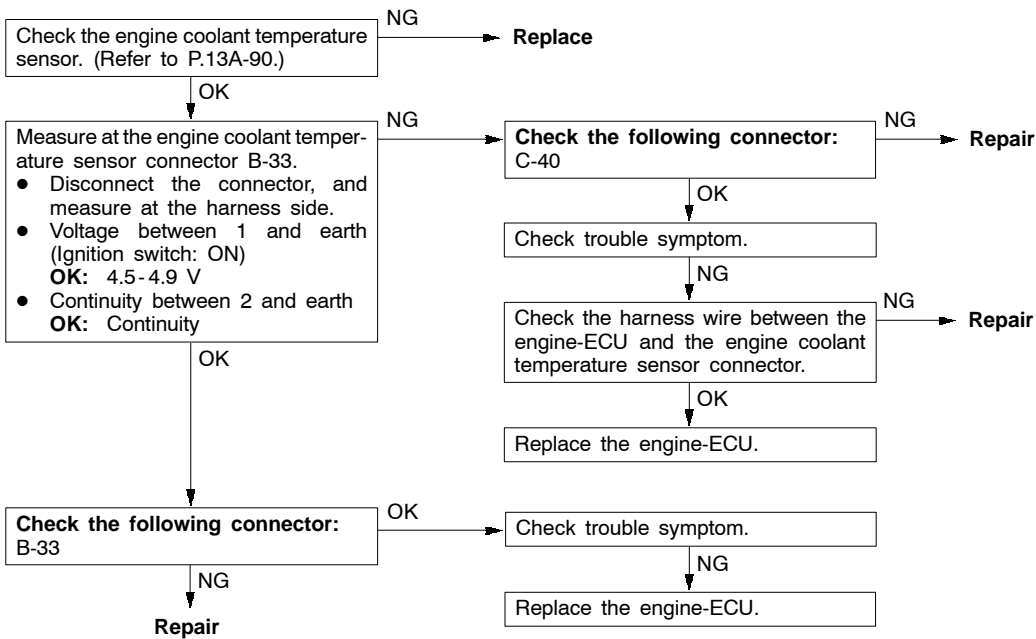 Check the engine coolant temperature
sensor. (Refer to P.13A-90.)
NG
Replace
OK
Measure at the engine coolant temper-
ature sensor connector B-33.
● Disconnect the connector, and
measure at the harness side.
● Voltage between 1 and earth
(Ignition switch: ON)
OK: 4.5-4.9 V
● Continuity between 2 and earth
OK: Continuity
NG
Check the following connector:
C-40
NG
Repair
OK
Check trouble symptom.
NG
Check the harness wire between the
engine-ECU and the engine coolant
temperature sensor connector.
NG
Repair
OK
Replace the engine-ECU.
OK
Check the following connector:
B-33
OK
Check trouble symptom.
NG
Replace the engine-ECU.
NG
Repair